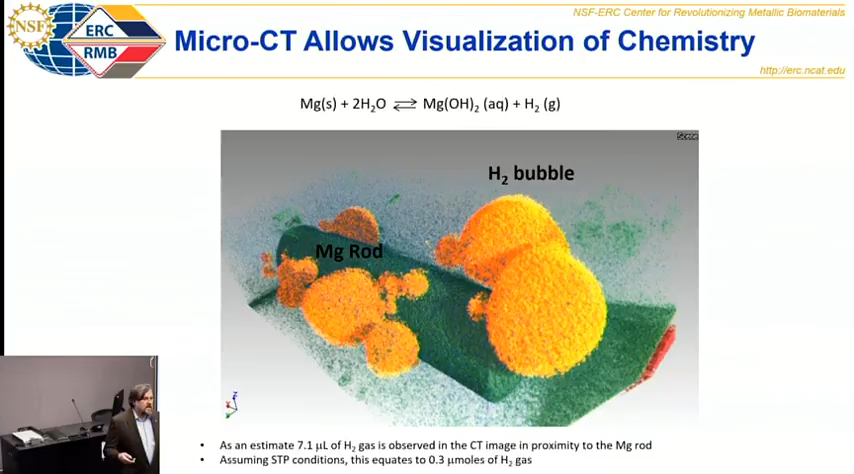 NSF-ERC Center for Revolutionizing Metallic Biomaterials
NSF
ERC
RMB
Micro-CT Allows Visualization of Chemistry
http://erc.ncat.edu
Mg(s) + 2H₂O ⇌ Mg(OH)₂ (aq) + H₂ (g)
H₂ bubble
Mg Rod
• As an estimate 7.1 µL of H₂ gas is observed in the CT image in proximity to the Mg rod
• Assuming STP conditions, this equates to 0.3 µmoles of H₂ gas